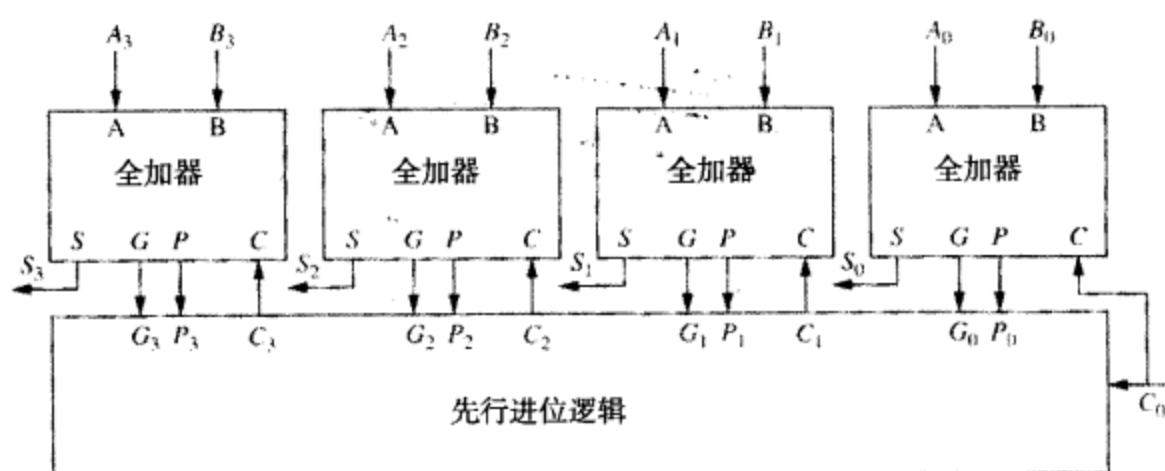 A₃ B₃ A₂ B₂ A₁ B₁ A₀ B₀
A B A B A B A B
全加器 全加器 全加器 全加器
S G P C S G P C S G P C S G P C
S₃ S₂ S₁ S₀
G₃ P₃ C₃ G₂ P₂ C₂ G₁ P₁ C₁ G₀ P₀
C₀
先行进位逻辑